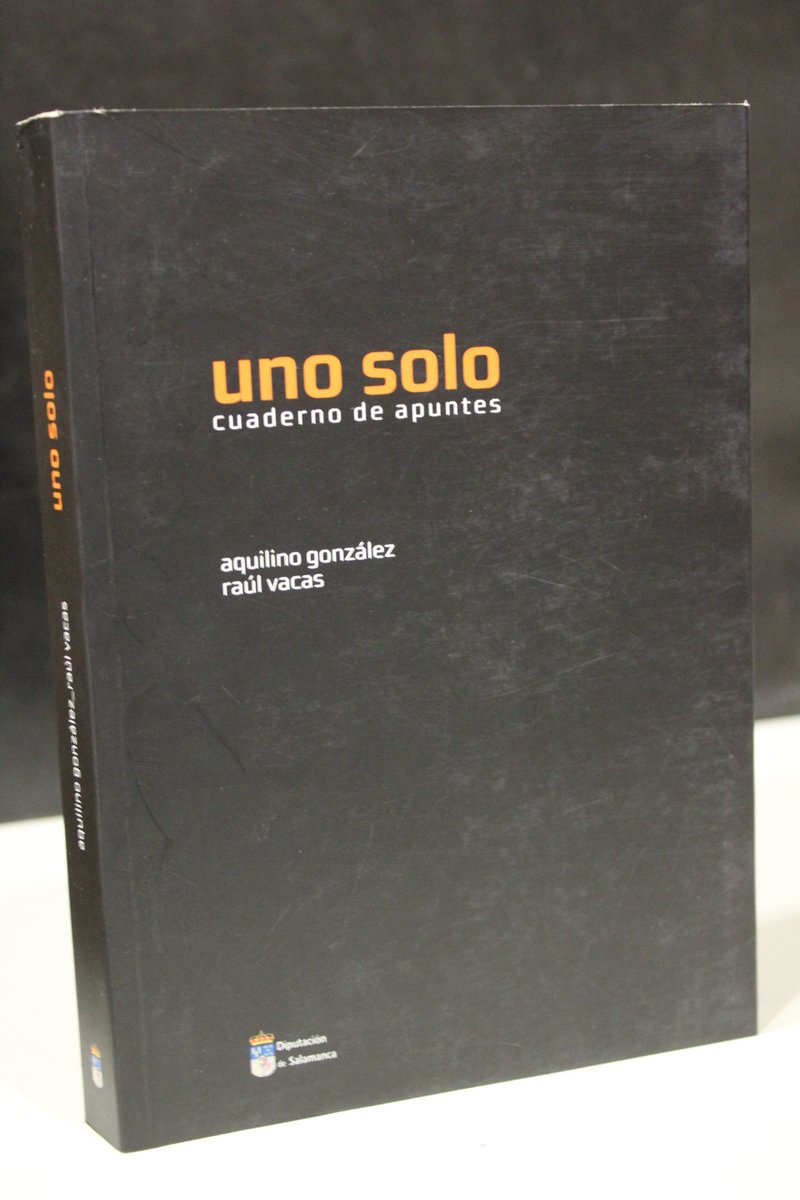 uno solo
cuaderno de apuntes
aquilino gonzález
raúl vacas
Diputación
de Salamanca
uno solo
aquilino gonzález_raúl vacas